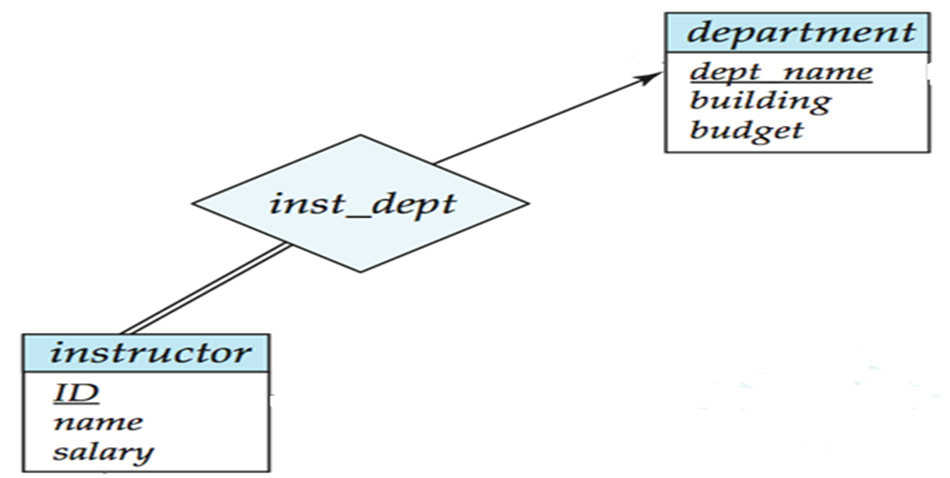 department
dept_name
building
budget
inst_dept
instructor
ID
name
salary